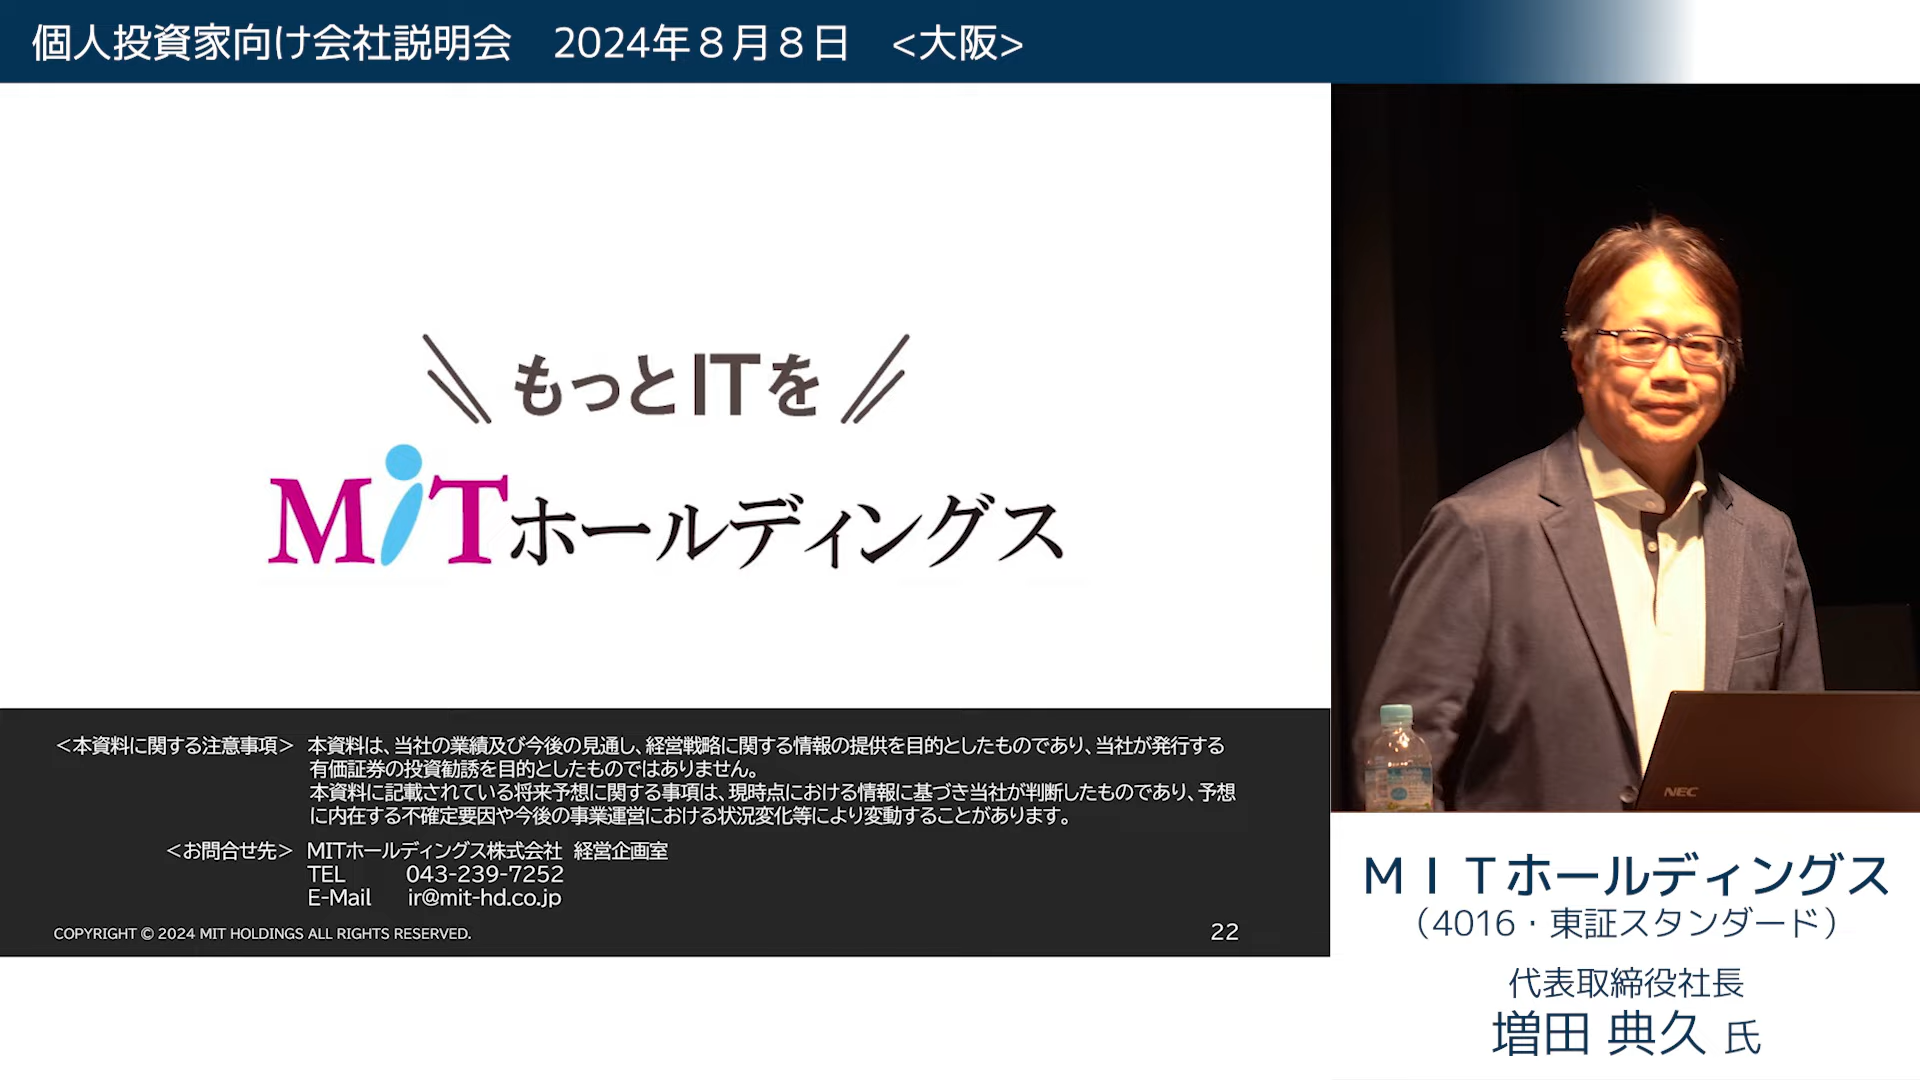 個人投資家向け会社説明会　2024年８月８日　<大阪>
もっとITを
MiTホールディングス
＜本資料に関する注意事項＞ 本資料は、当社の業績及び今後の見通し、経営戦略に関する情報の提供を目的としたものであり、当社が発行する
有価証券の投資勧誘を目的としたものではありません。
本資料に記載されている将来予想に関する事項は、現時点における情報に基づき当社が判断したものであり、予想
に内在する不確定要因や今後の事業運営における状況変化等により変動することがあります。
＜お問合せ先＞ MITホールディングス株式会社 経営企画室
TEL 043-239-7252
E-Mail ir@mit-hd.co.jp
COPYRIGHT © 2024 MIT HOLDINGS ALL RIGHTS RESERVED. 22
NEC
ＭＩＴホールディングス
（4016・東証スタンダード）
代表取締役社長
増田 典久 氏